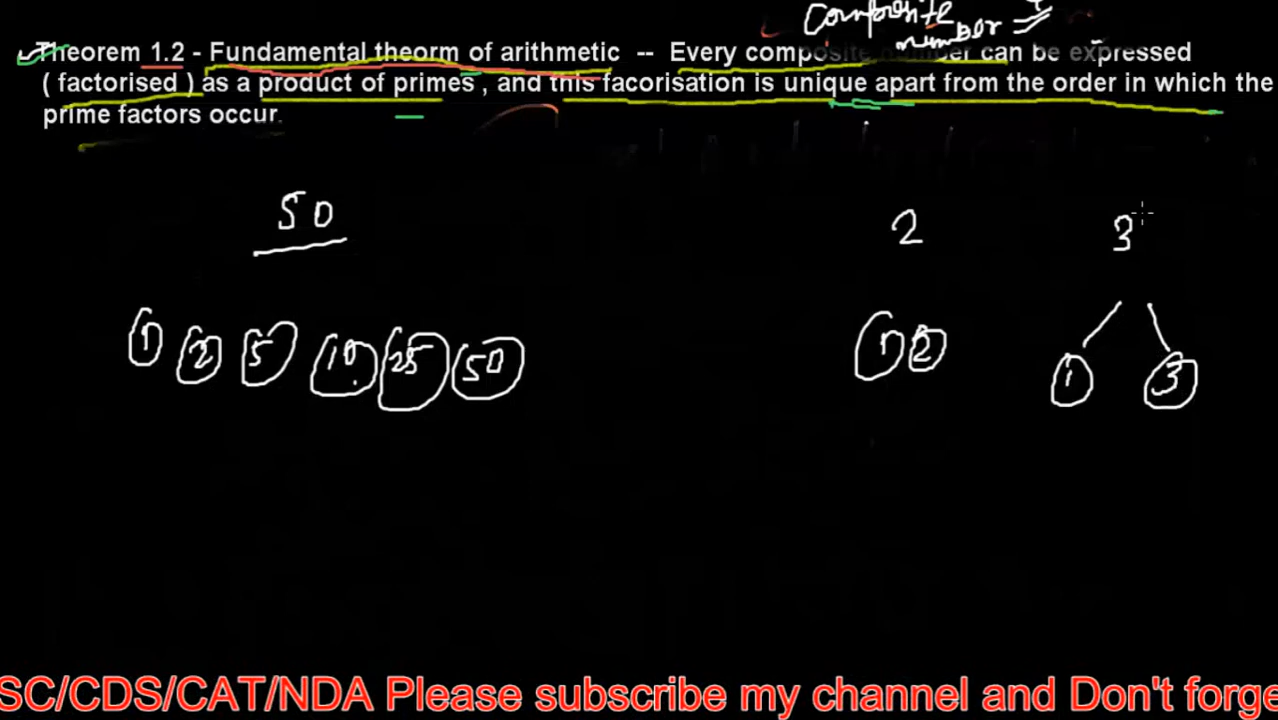 Composite
number
Theorem 1.2 - Fundamental theorm of arithmetic -- Every composite number can be expressed
( factorised ) as a product of primes , and this facorisation is unique apart from the order in which the
prime factors occur.
50 2 3
1 2 5 10 25 50 1 2 1 3
SC/CDS/CAT/NDA Please subscribe my channel and Don't forge